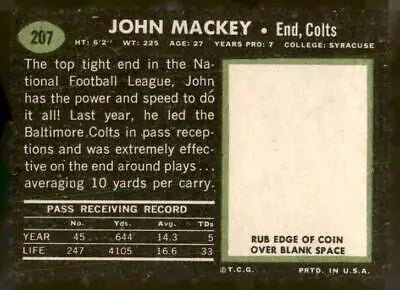 207
JOHN MACKEY • End, Colts
HT: 6'2" WT: 225 AGE: 27 YEARS PRO: 7 COLLEGE: SYRACUSE
The top tight end in the Na-
tional Football League, John
has the power and speed to do
it all! Last year, he led the
Baltimore Colts in pass recep-
tions and was extremely effec-
tive on the end around plays...
averaging 10 yards per carry.
PASS RECEIVING RECORD
No. Yds. Avg. TDs
YEAR 45 644 14.3 5
LIFE 247 4105 16.6 33
RUB EDGE OF COIN
OVER BLANK SPACE
©T.C.G. PRTD. IN U.S.A.